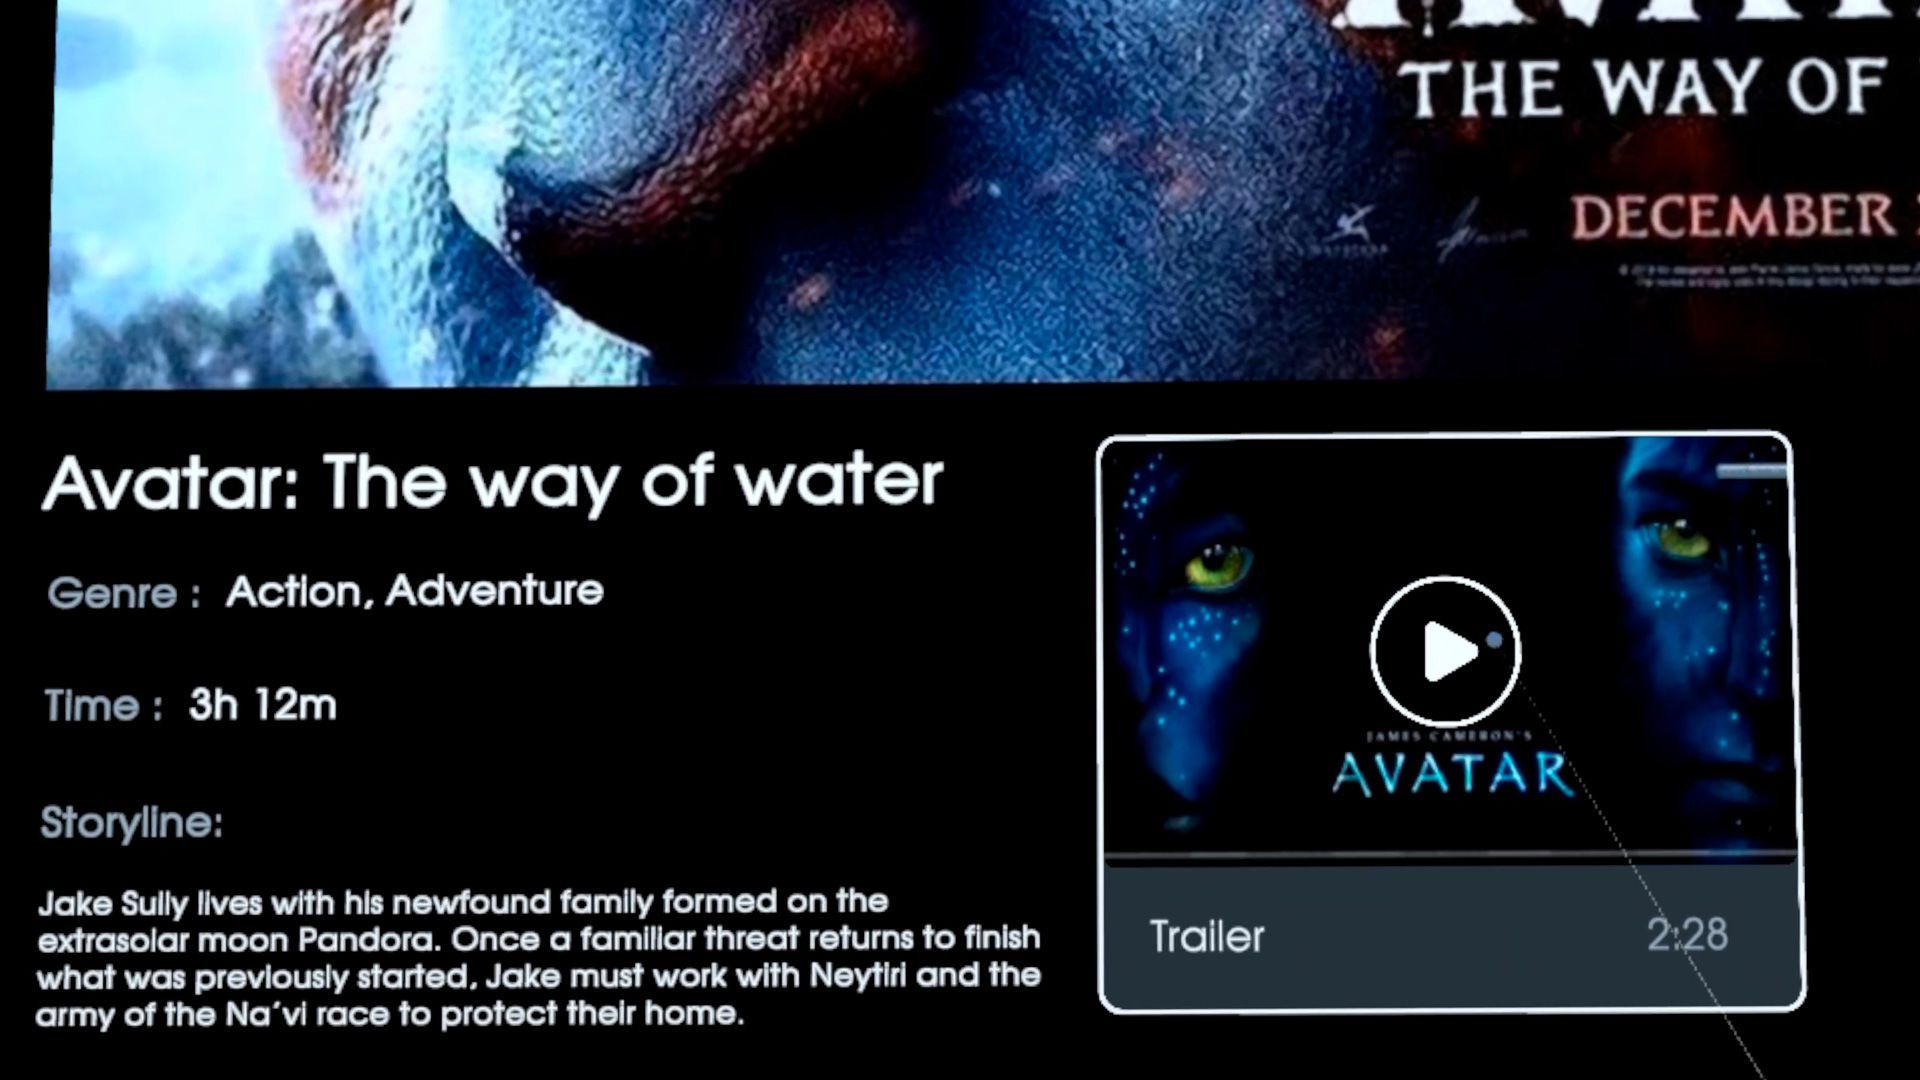 THE WAY OF
DECEMBER
Avatar: The way of water
Genre : Action, Adventure
Time : 3h 12m
Storyline:
Jake Sully lives with his newfound family formed on the
extrasolar moon Pandora. Once a familiar threat returns to finish
what was previously started, Jake must work with Neytiri and the
army of the Na'vi race to protect their home.
JAMES CAMERON'S
AVATAR
Trailer 2:28